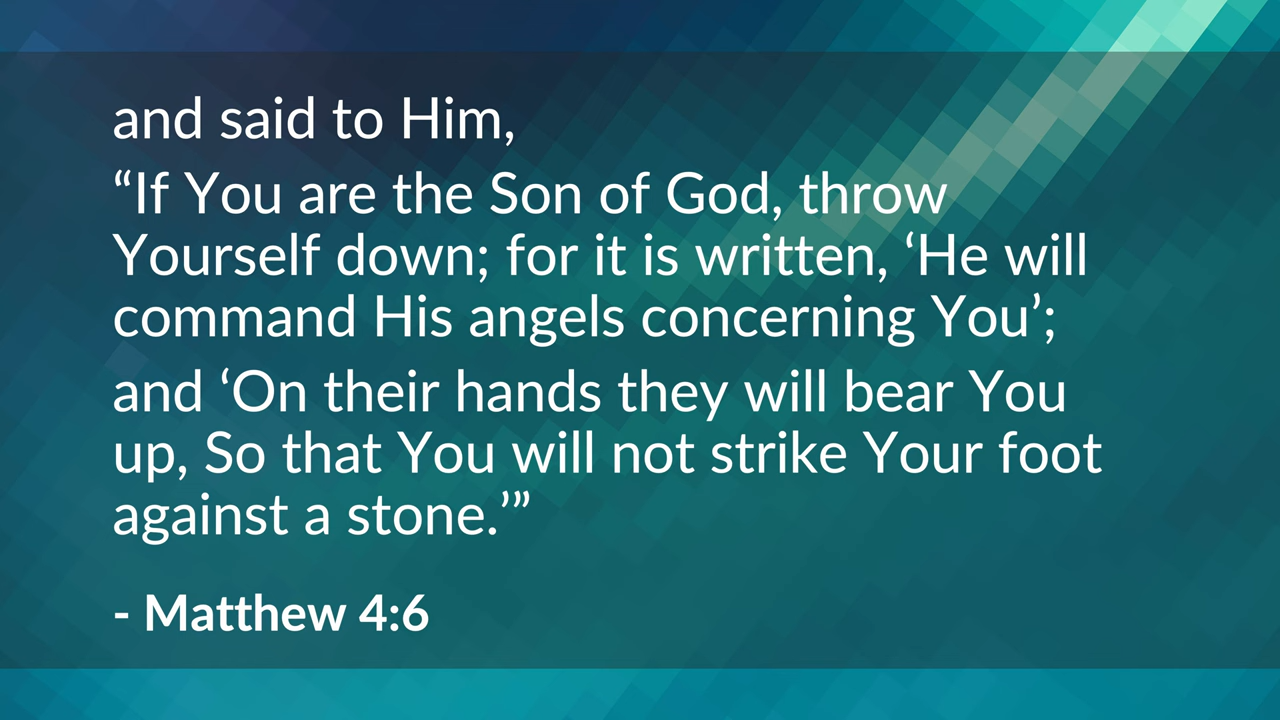 and said to Him,
“If You are the Son of God, throw
Yourself down; for it is written, ‘He will
command His angels concerning You’;
and ‘On their hands they will bear You
up, So that You will not strike Your foot
against a stone.’”
- Matthew 4:6